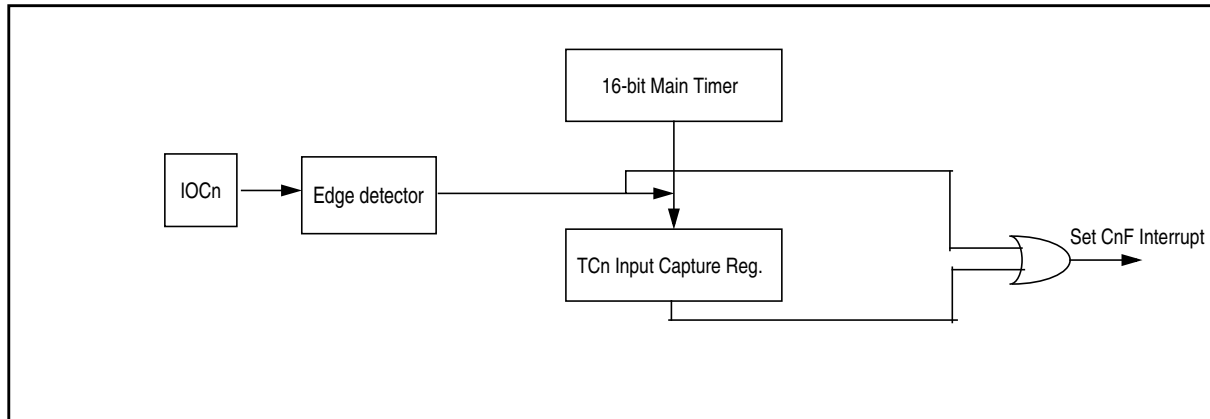 16-bit Main Timer
IOCn
Edge detector
TCn Input Capture Reg.
Set CnF Interrupt